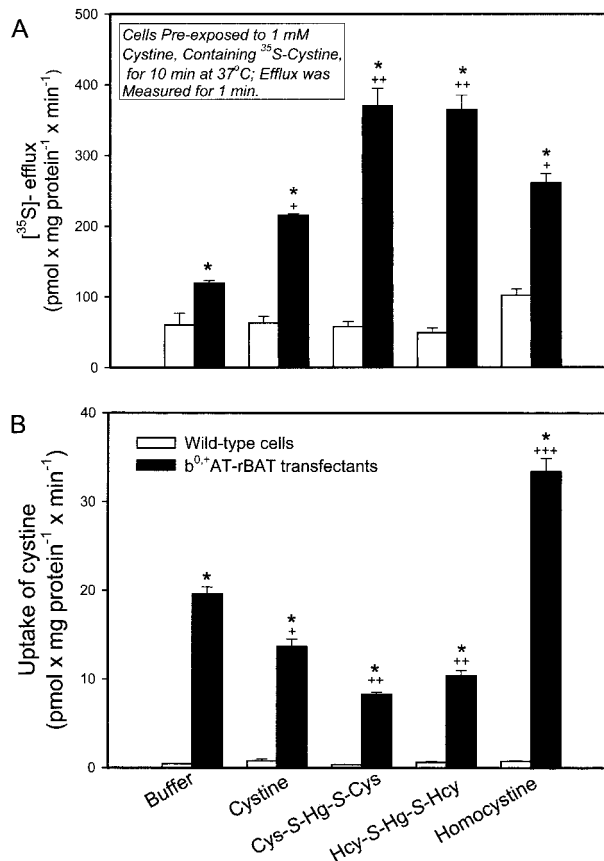 A
500
400
300
200
100
0
[³⁵S]- efflux
(pmol x mg protein⁻¹ x min⁻¹)
Cells Pre-exposed to 1 mM
Cystine, Containing ³⁵S-Cystine,
for 10 min at 37°C; Efflux was
Measured for 1 min.
*
* +
* ++
* ++
* +
B
40
30
20
10
0
Uptake of cystine
(pmol x mg protein⁻¹ x min⁻¹)
Wild-type cells
b⁰,⁺AT-rBAT transfectants
*
* +
* ++
* ++
* +++
Buffer
Cystine
Cys-S-Hg-S-Cys
Hcy-S-Hg-S-Hcy
Homocystine